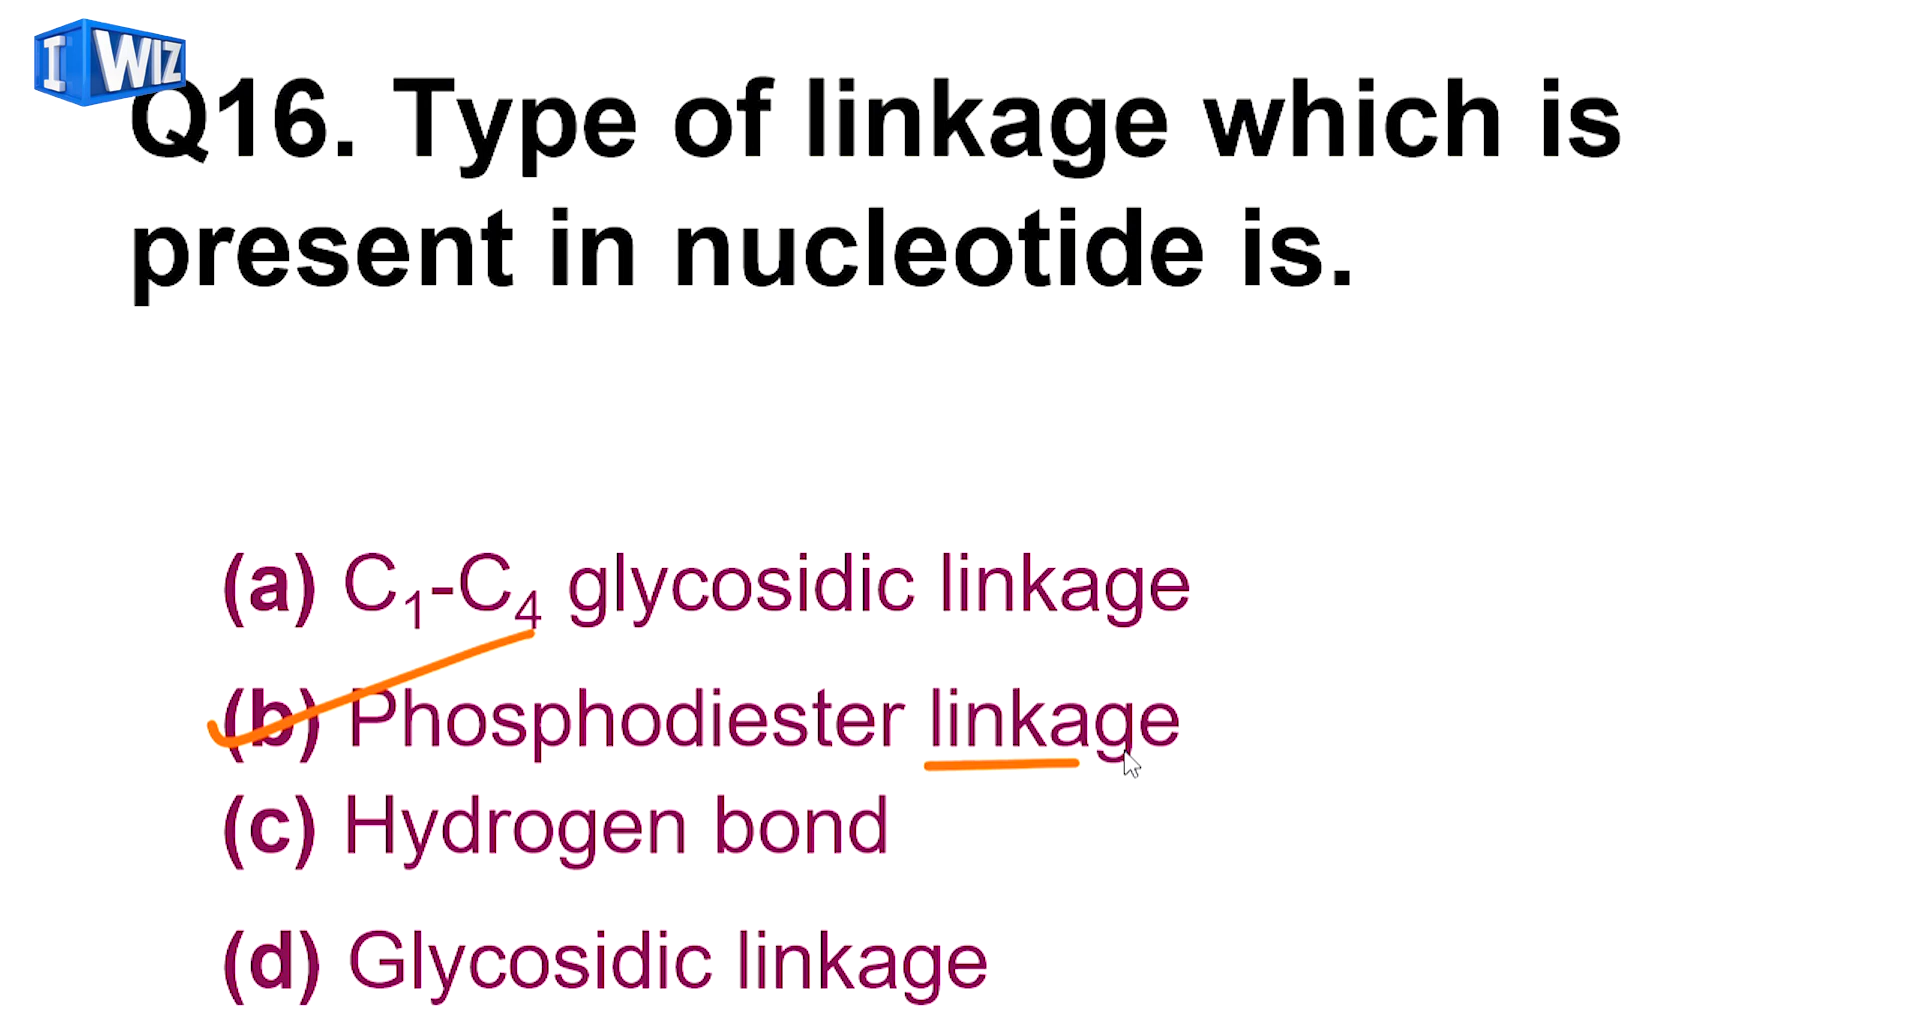 I WIZ
Q16. Type of linkage which is
present in nucleotide is.
(a) C₁-C₄ glycosidic linkage
(b) Phosphodiester linkage
(c) Hydrogen bond
(d) Glycosidic linkage